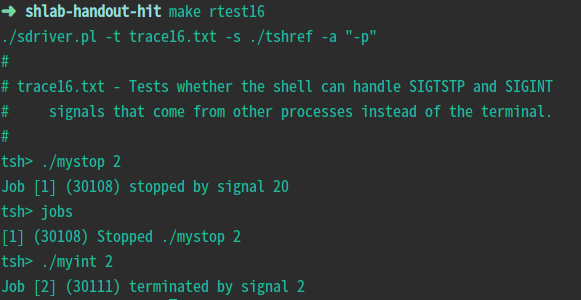 ➜ shlab-handout-hit make rtest16
./sdriver.pl -t trace16.txt -s ./tshref -a "-p"
#
# trace16.txt - Tests whether the shell can handle SIGTSTP and SIGINT
#     signals that come from other processes instead of the terminal.
#
tsh> ./mystop 2
Job [1] (30108) stopped by signal 20
tsh> jobs
[1] (30108) Stopped ./mystop 2
tsh> ./myint 2
Job [2] (30111) terminated by signal 2